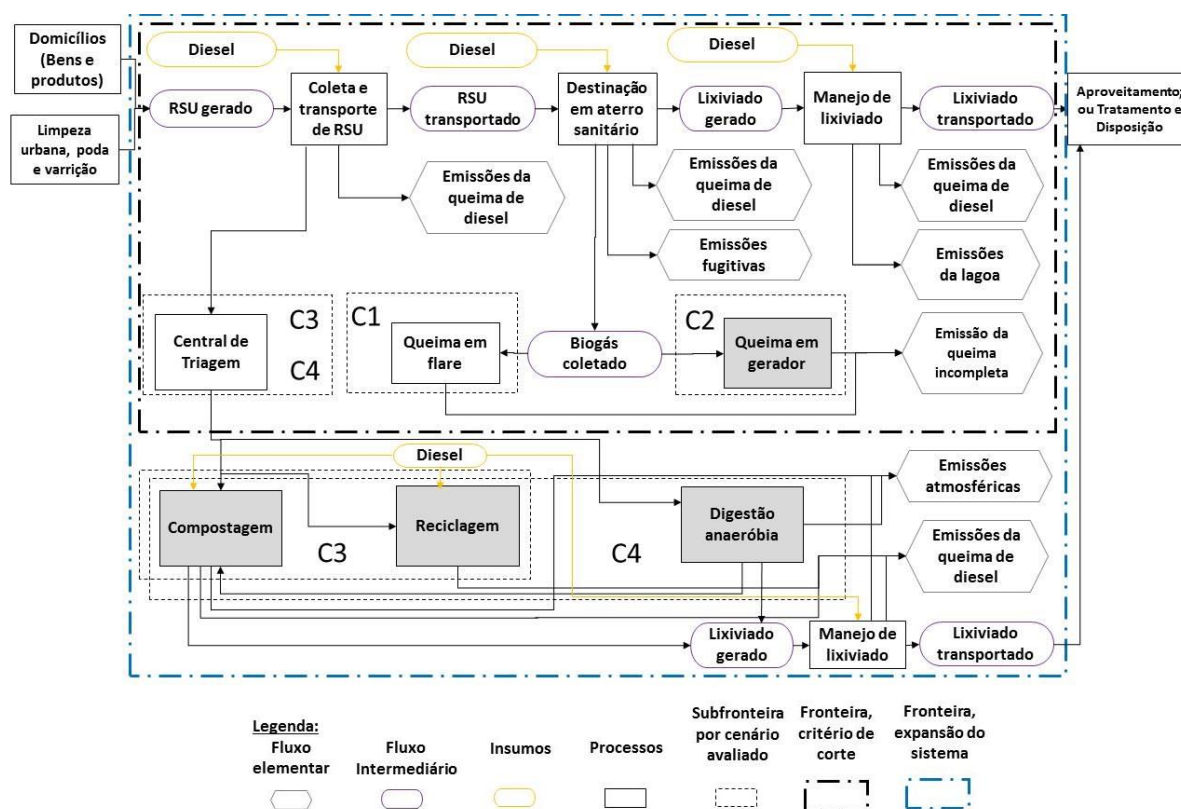 Domicílios
(Bens e
produtos)
Limpeza
urbana, poda
e varrição
Diesel
RSU gerado
Coleta e
transporte
de RSU
Diesel
RSU
transportado
Destinação
em aterro
sanitário
Diesel
Lixiviado
gerado
Manejo de
lixiviado
Lixiviado
transportado
Aproveitamento;
ou Tratamento e
Disposição
Emissões da
queima de
diesel
Emissões da
queima de
diesel
Emissões da
queima de
diesel
Emissões
fugitivas
Emissões
da lagoa
Central de
Triagem
C3
C4
C1
Queima em
flare
Biogás
coletado
C2
Queima em
gerador
Emissão da
queima
incompleta
Diesel
Compostagem
C3
Reciclagem
C4
Digestão
anaeróbia
Emissões
atmosféricas
Emissões da
queima de
diesel
Lixiviado
gerado
Manejo de
lixiviado
Lixiviado
transportado
Legenda:
Fluxo
elementar
Fluxo
Intermediário
Insumos
Processos
Subfronteira
por cenário
avaliado
Fronteira,
critério de
corte
Fronteira,
expansão do
sistema